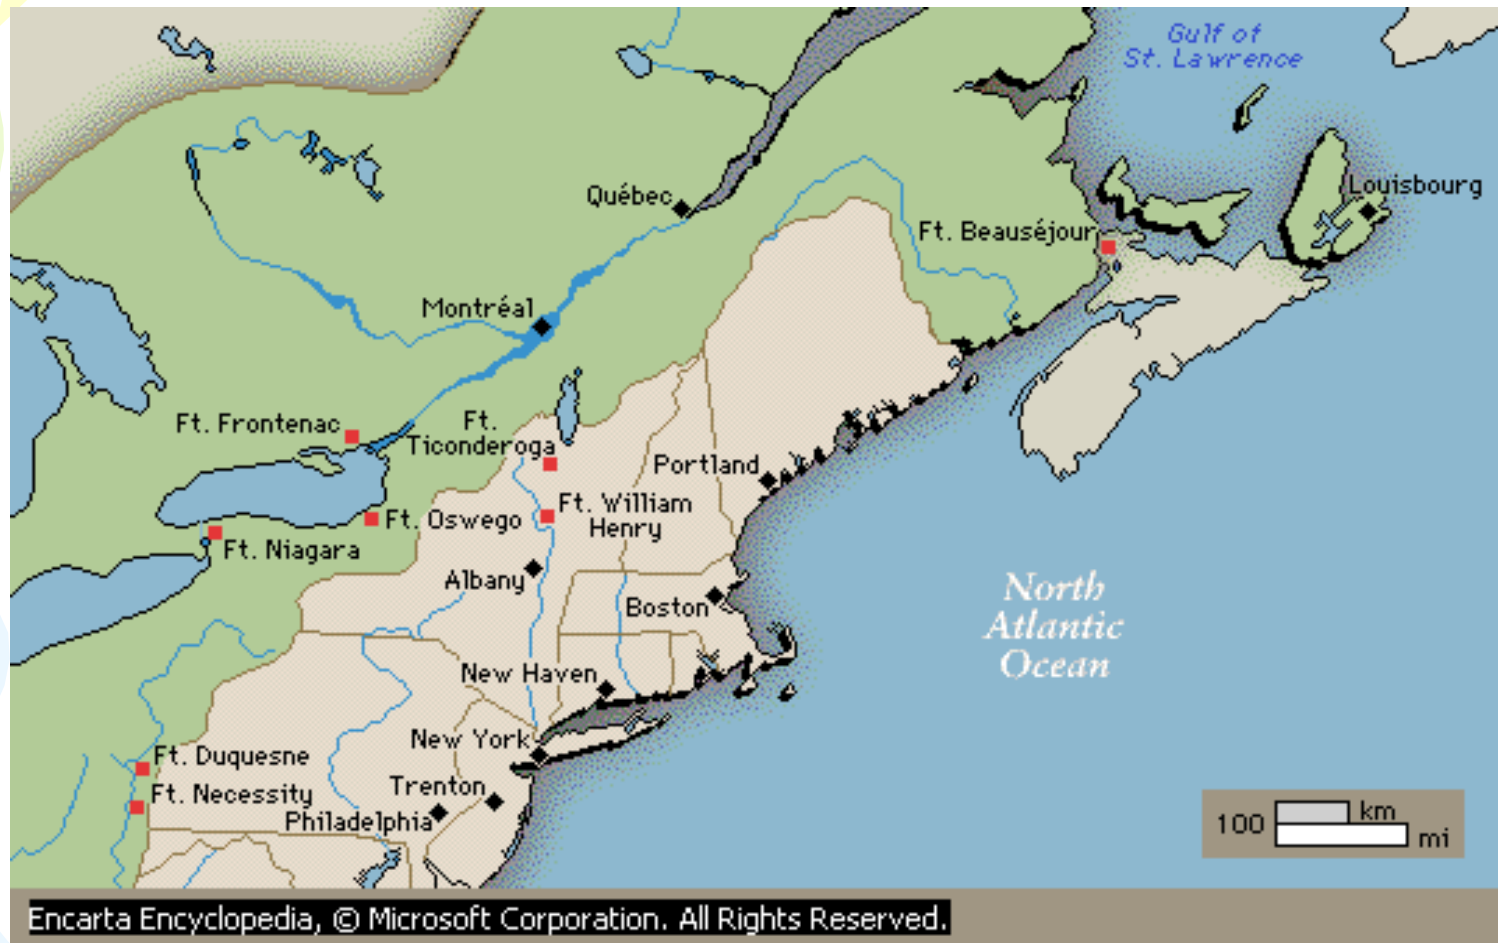 Gulf of
St. Lawrence
Québec
Louisbourg
Ft. Beauséjour
Montréal
Ft. Frontenac
Ft.
Ticonderoga
Portland
Ft. William
Henry
Ft. Oswego
Ft. Niagara
Albany
Boston
North
Atlantic
Ocean
New Haven
New York
Ft. Duquesne
Trenton
Ft. Necessity
Philadelphia
100 km
mi
Encarta Encyclopedia, © Microsoft Corporation. All Rights Reserved.